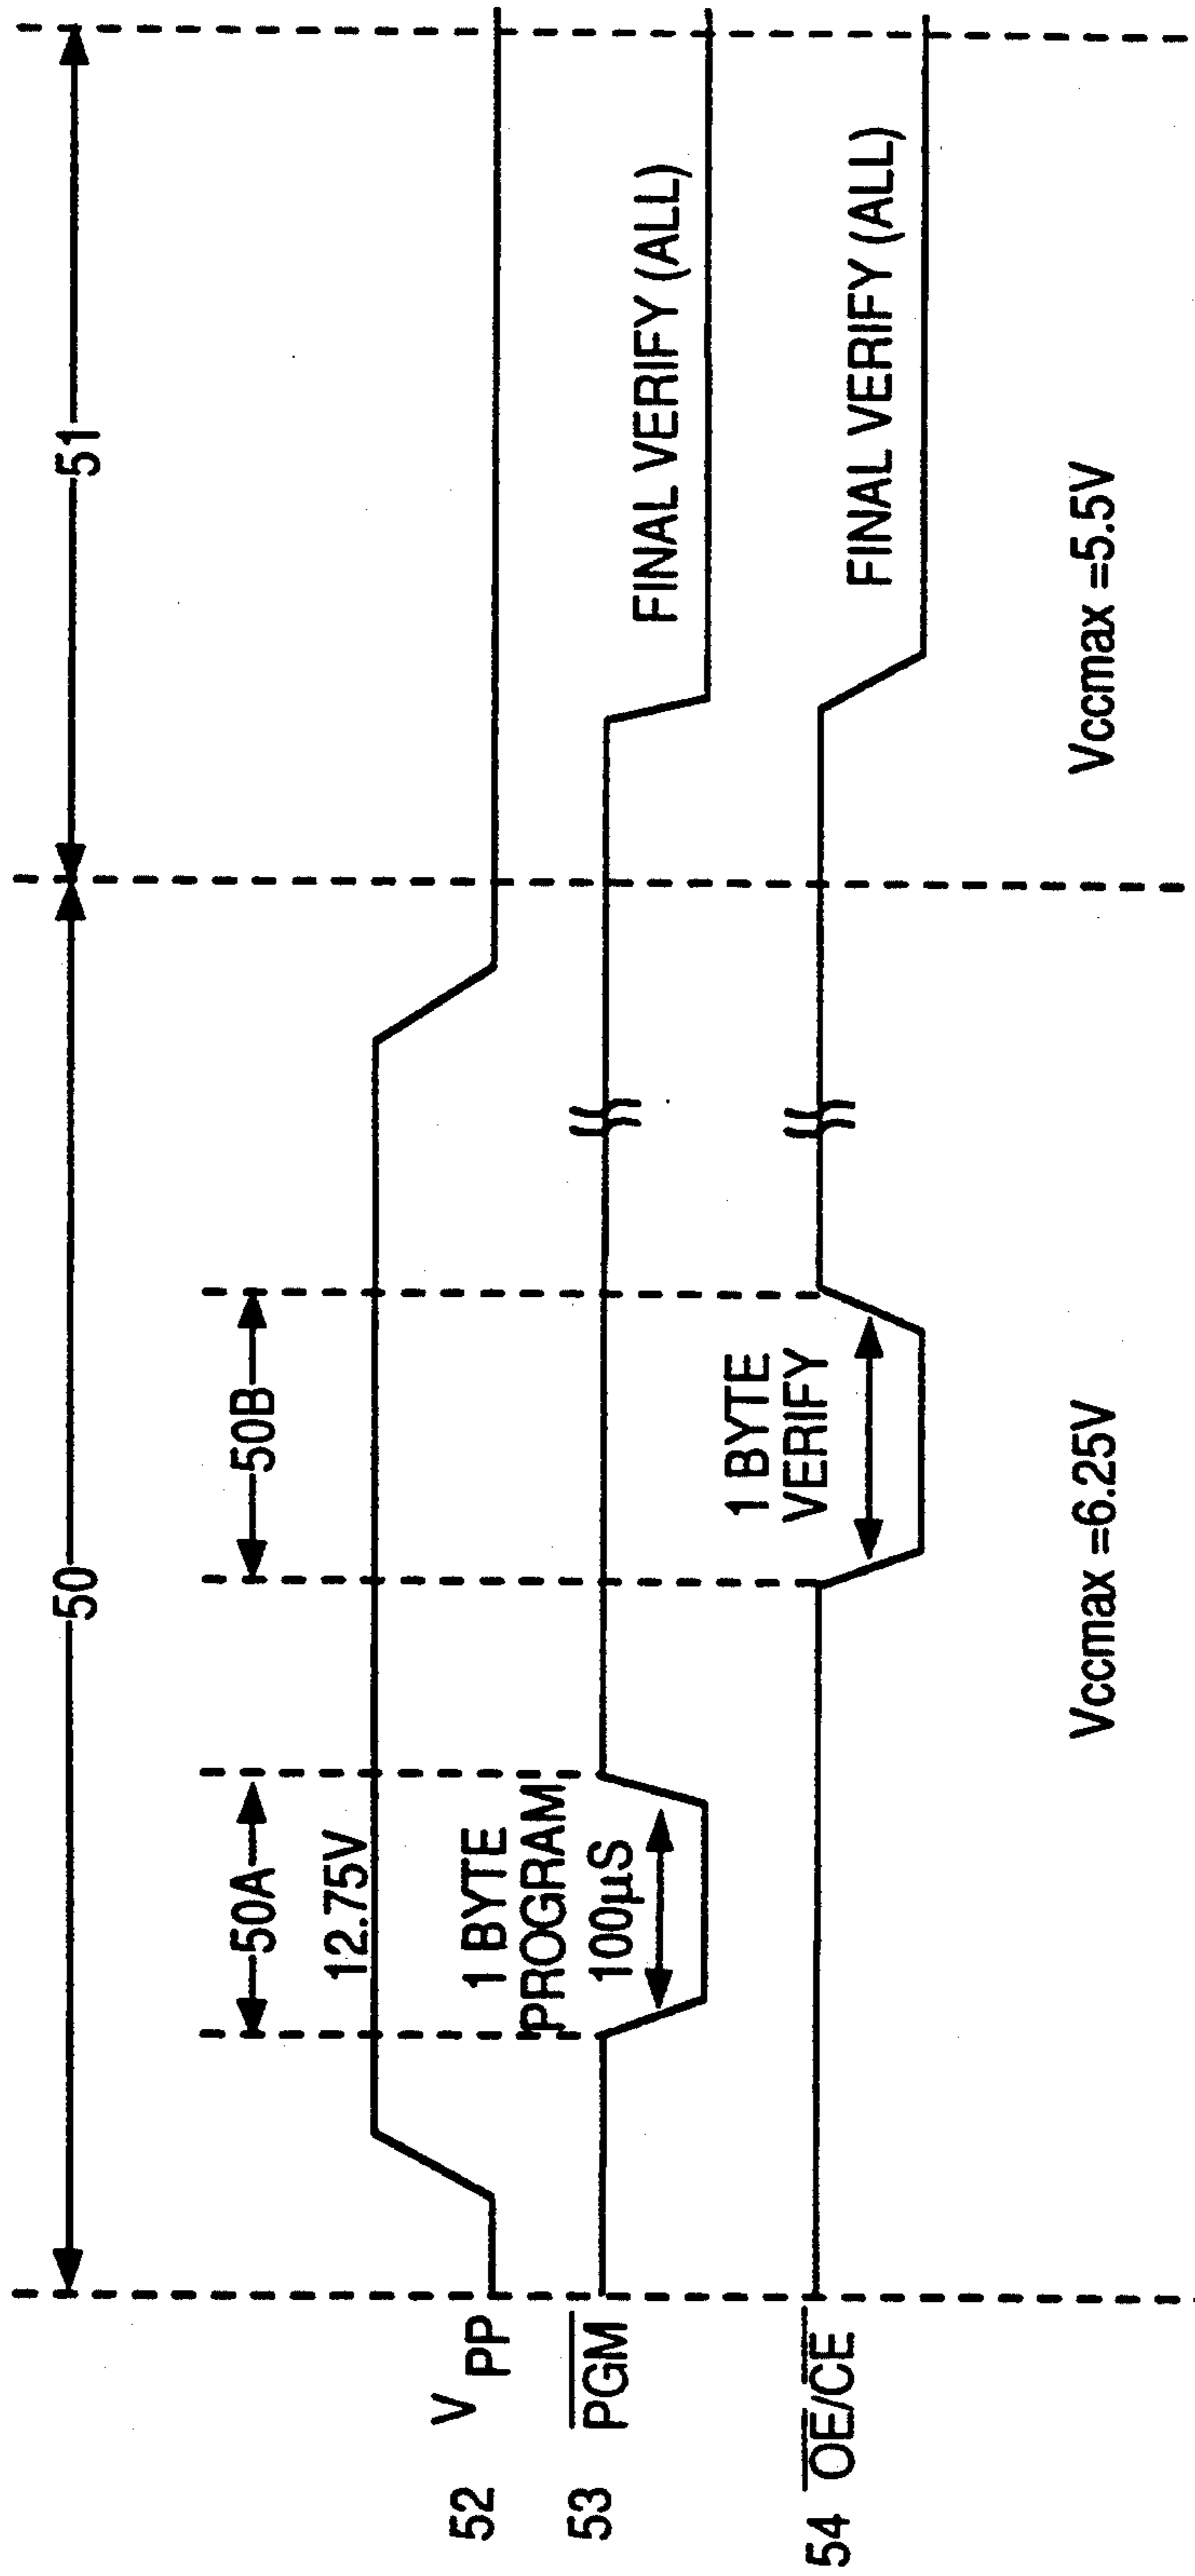 50
51
50A
50B
12.75V
52 V PP
1 BYTE
PROGRAM
100µS
53 PGM
FINAL VERIFY (ALL)
1 BYTE
VERIFY
54 OE/CE
FINAL VERIFY (ALL)
Vccmax =6.25V
Vccmax =5.5V